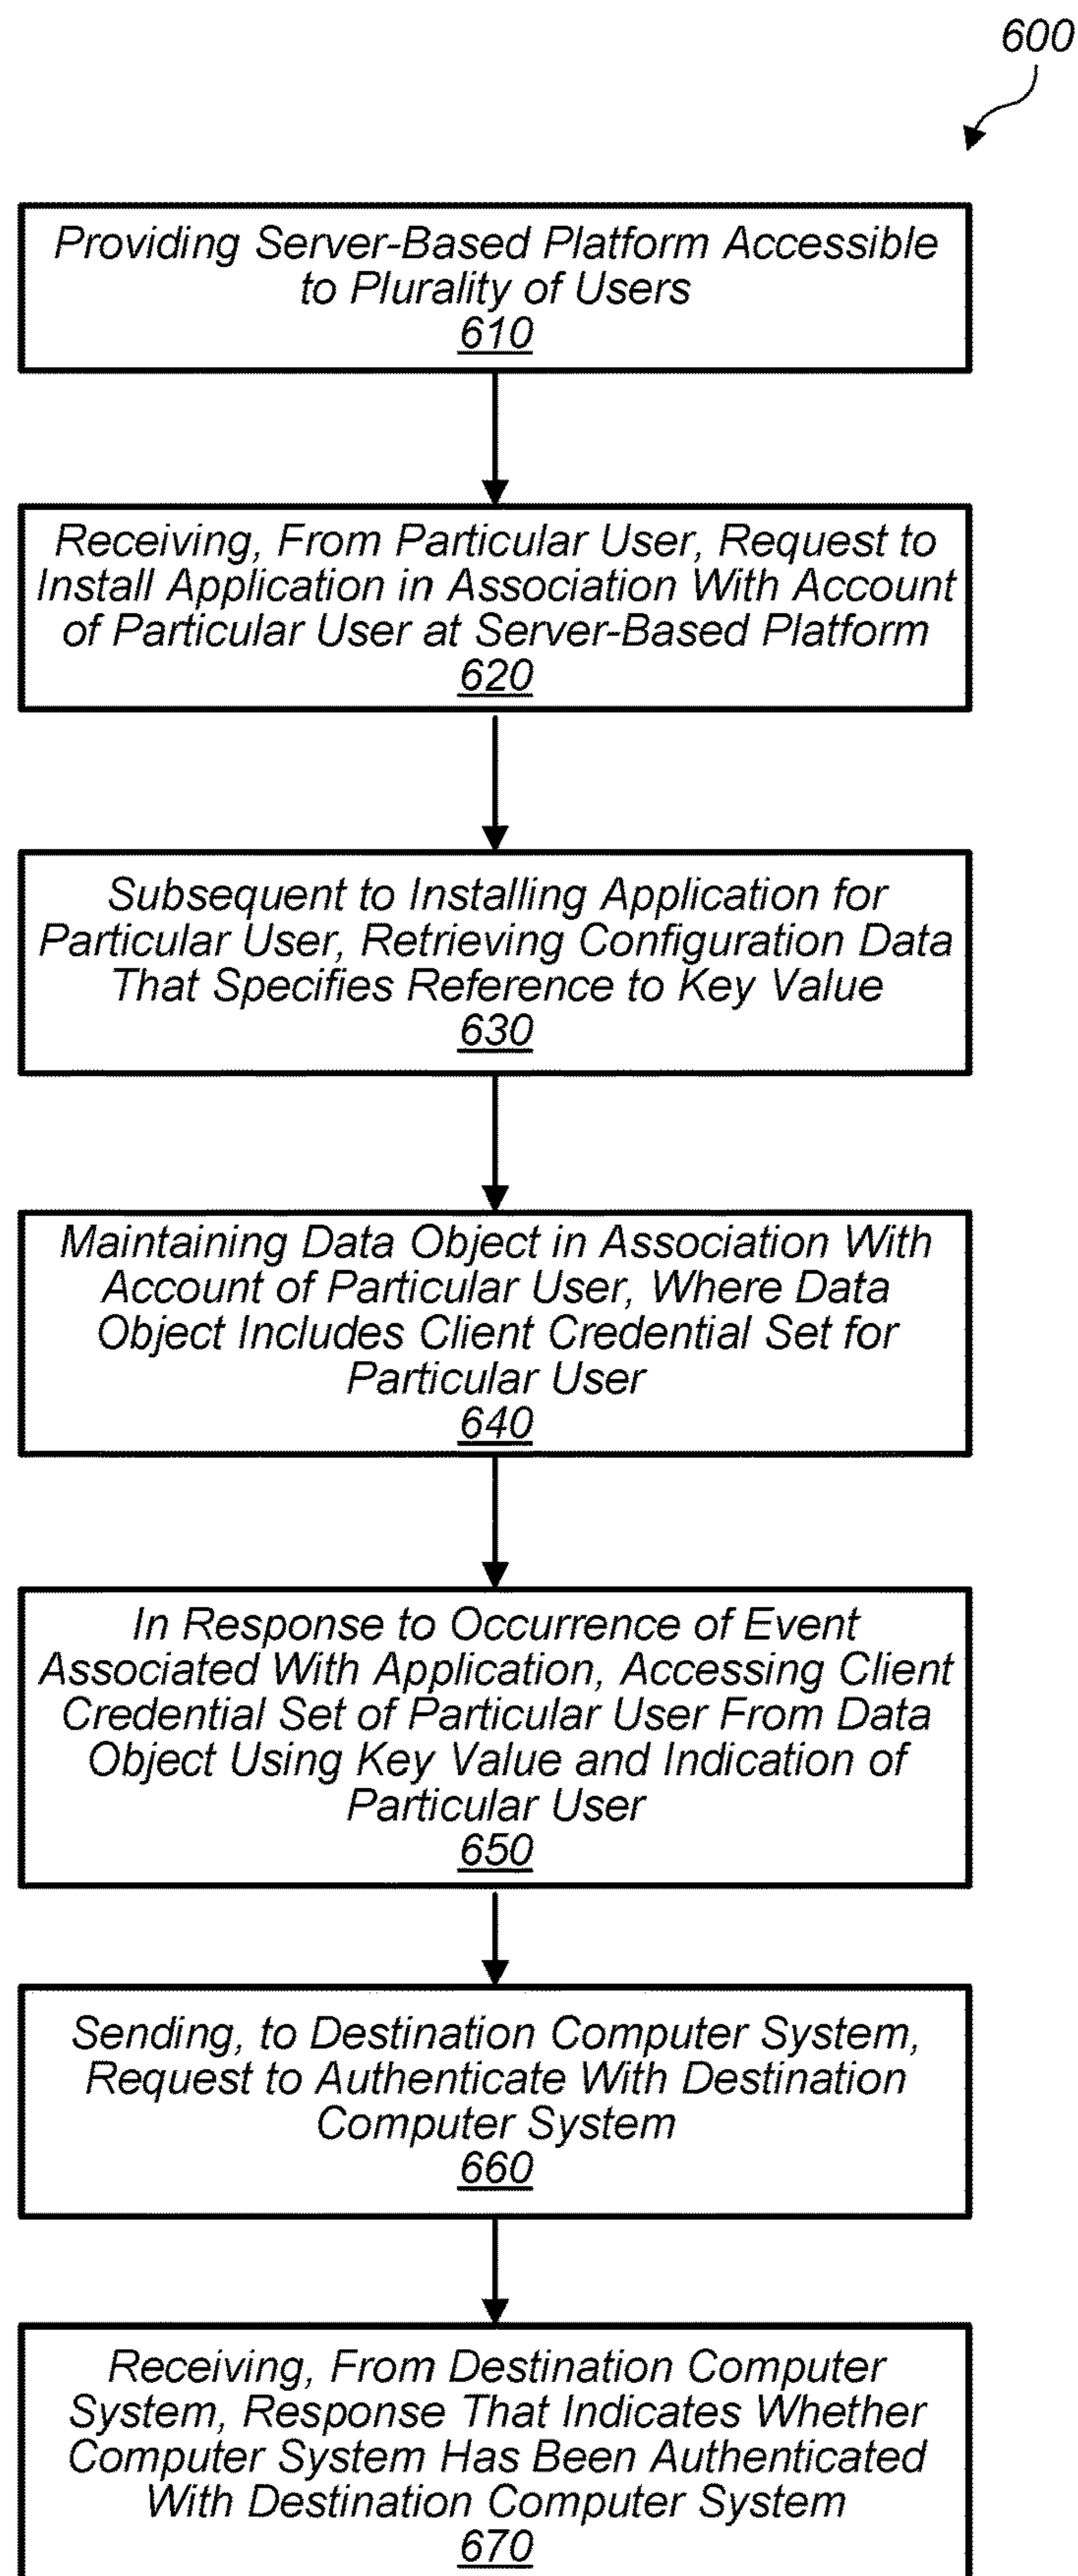 600
Providing Server-Based Platform Accessible
to Plurality of Users
610
Receiving, From Particular User, Request to
Install Application in Association With Account
of Particular User at Server-Based Platform
620
Subsequent to Installing Application for
Particular User, Retrieving Configuration Data
That Specifies Reference to Key Value
630
Maintaining Data Object in Association With
Account of Particular User, Where Data
Object Includes Client Credential Set for
Particular User
640
In Response to Occurrence of Event
Associated With Application, Accessing Client
Credential Set of Particular User From Data
Object Using Key Value and Indication of
Particular User
650
Sending, to Destination Computer System,
Request to Authenticate With Destination
Computer System
660
Receiving, From Destination Computer
System, Response That Indicates Whether
Computer System Has Been Authenticated
With Destination Computer System
670